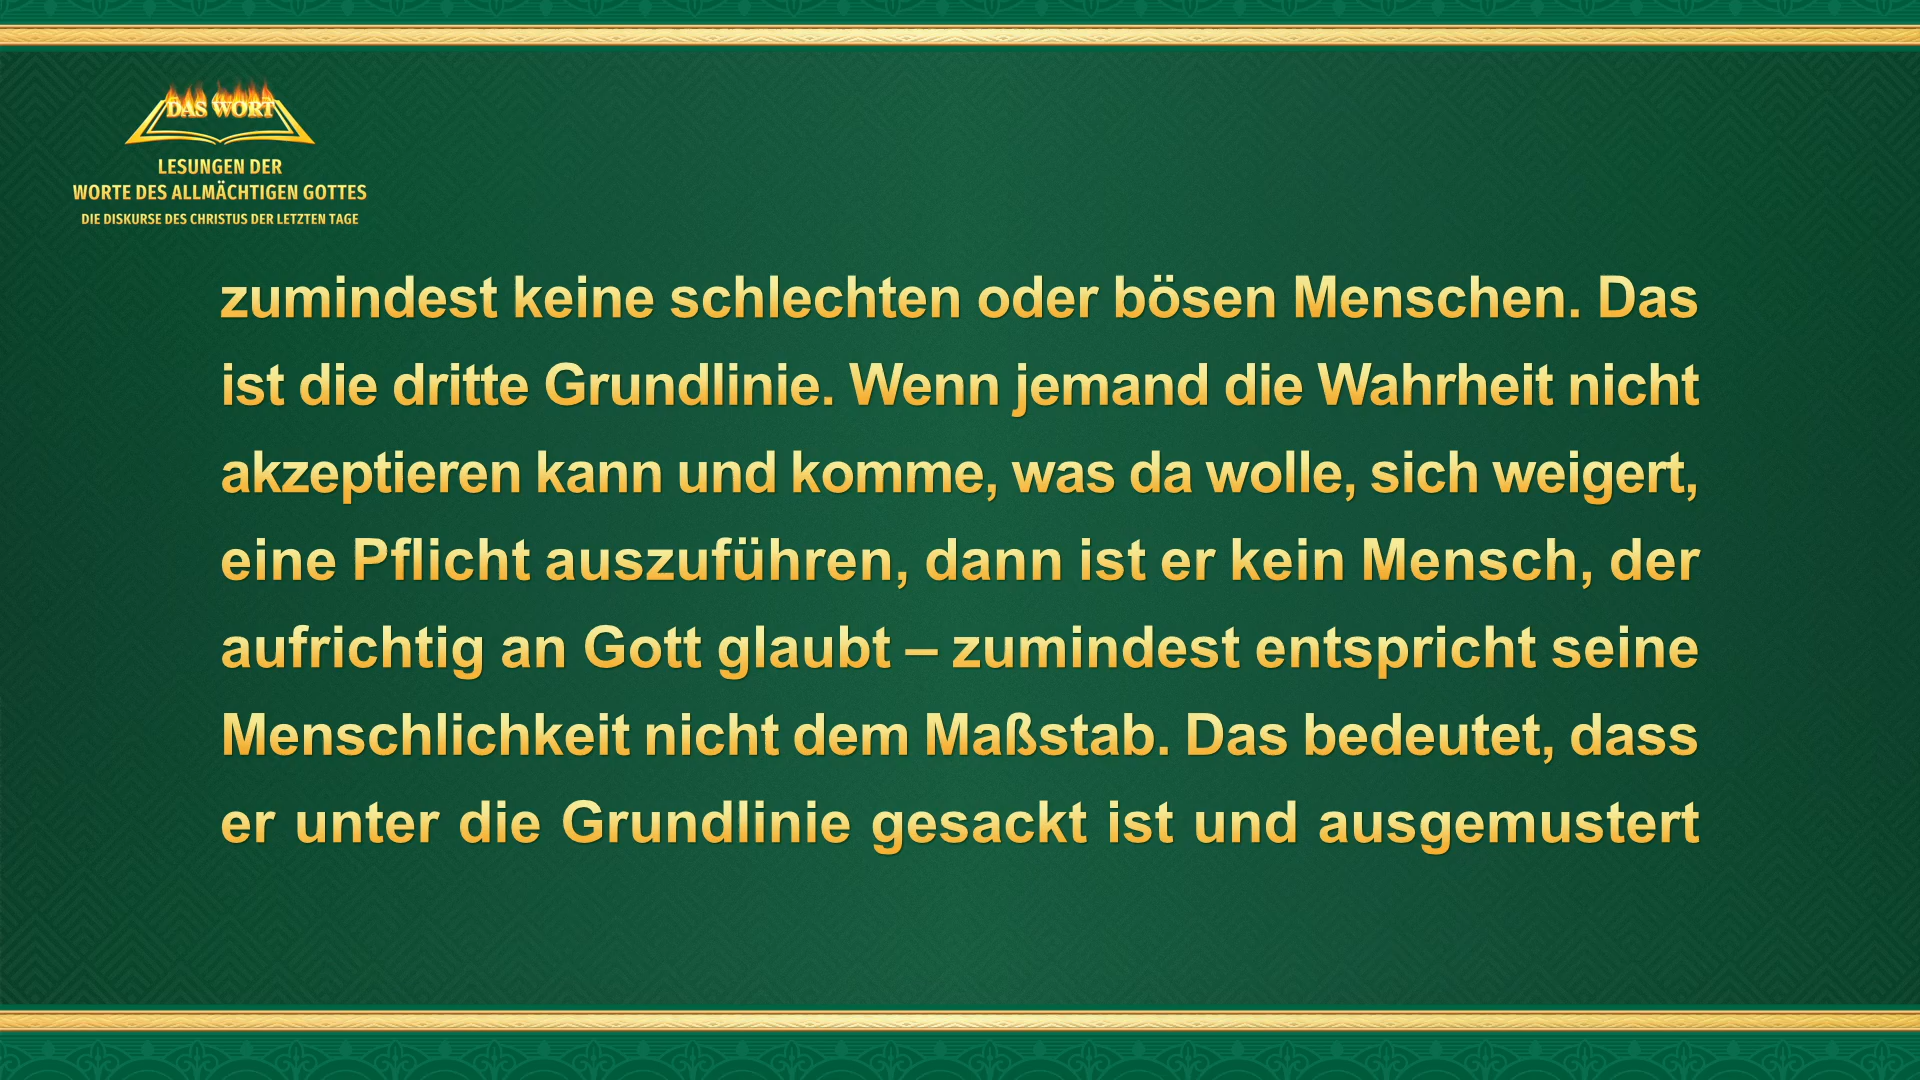 DAS WORT
LESUNGEN DER
WORTE DES ALLMÄCHTIGEN GOTTES
DIE DISKURSE DES CHRISTUS DER LETZTEN TAGE
zumindest keine schlechten oder bösen Menschen. Das
ist die dritte Grundlinie. Wenn jemand die Wahrheit nicht
akzeptieren kann und komme, was da wolle, sich weigert,
eine Pflicht auszuführen, dann ist er kein Mensch, der
aufrichtig an Gott glaubt – zumindest entspricht seine
Menschlichkeit nicht dem Maßstab. Das bedeutet, dass
er unter die Grundlinie gesackt ist und ausgemustert